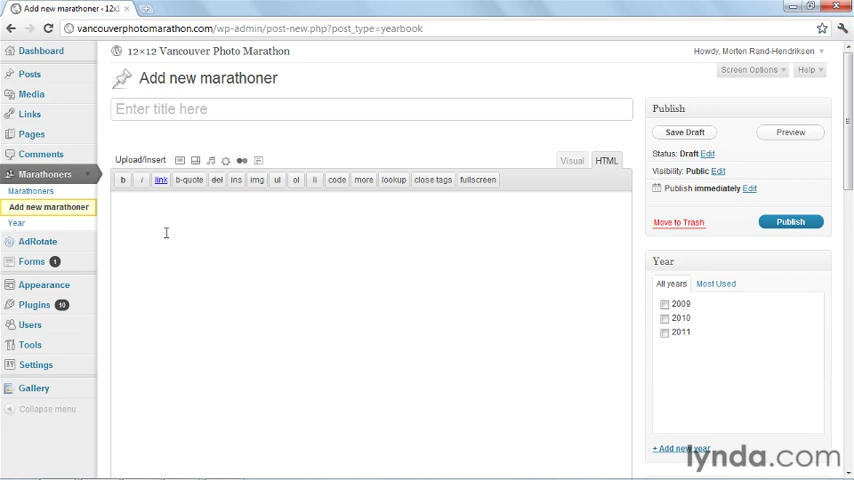 Add new marathoner ‹ 12×1
vancouverphotomarathon.com/wp-admin/post-new.php?post_type=yearbook
Dashboard
Posts
Media
Links
Pages
Comments
Marathoners
Marathoners
Add new marathoner
Year
AdRotate
Forms 1
Appearance
Plugins 10
Users
Tools
Settings
Gallery
Collapse menu
12×12 Vancouver Photo Marathon
Howdy, Morten Rand-Hendriksen
Screen Options
Help
Add new marathoner
Enter title here
Upload/Insert
Visual
HTML
b i link b-quote del ins img ul ol li code more lookup close tags fullscreen
Publish
Save Draft
Preview
Status: Draft Edit
Visibility: Public Edit
Publish immediately Edit
Move to Trash
Publish
Year
All years
Most Used
2009
2010
2011
+ Add new year
lynda.com